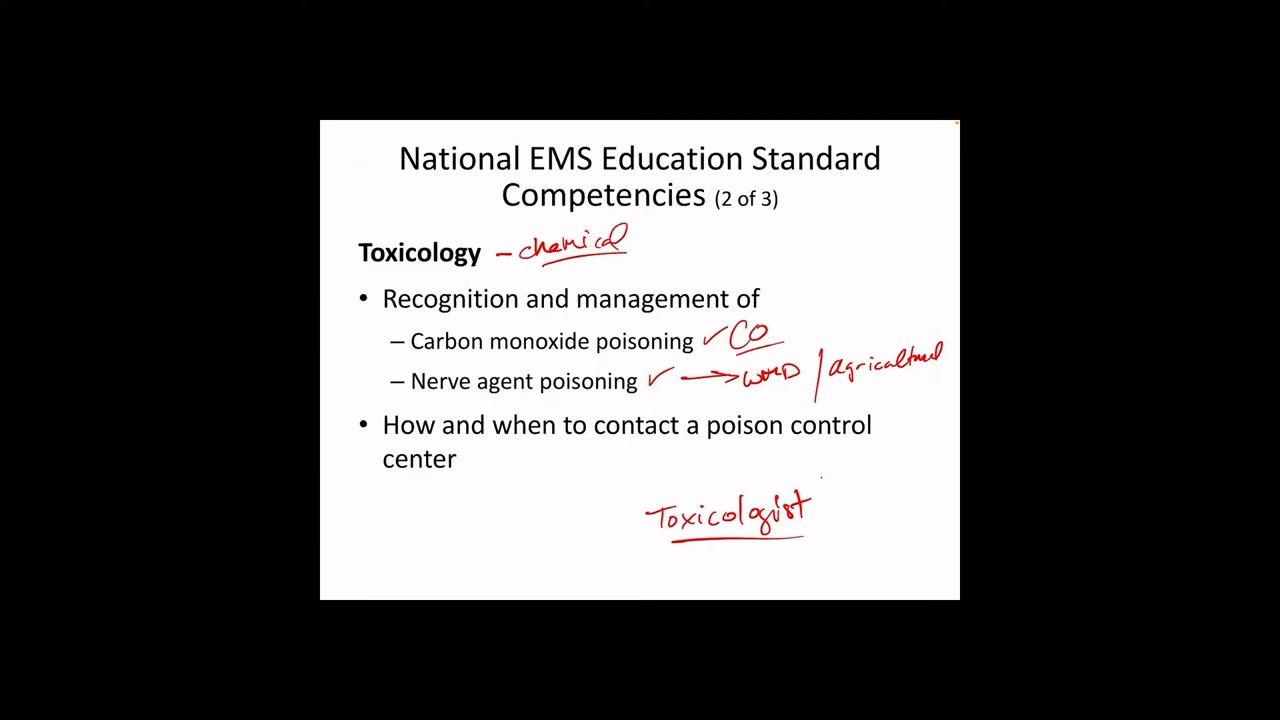 National EMS Education Standard
Competencies (2 of 3)
Toxicology – chemical
• Recognition and management of
– Carbon monoxide poisoning ✓ CO
– Nerve agent poisoning ✓ → WMD / agricultural
• How and when to contact a poison control
center
Toxicologist